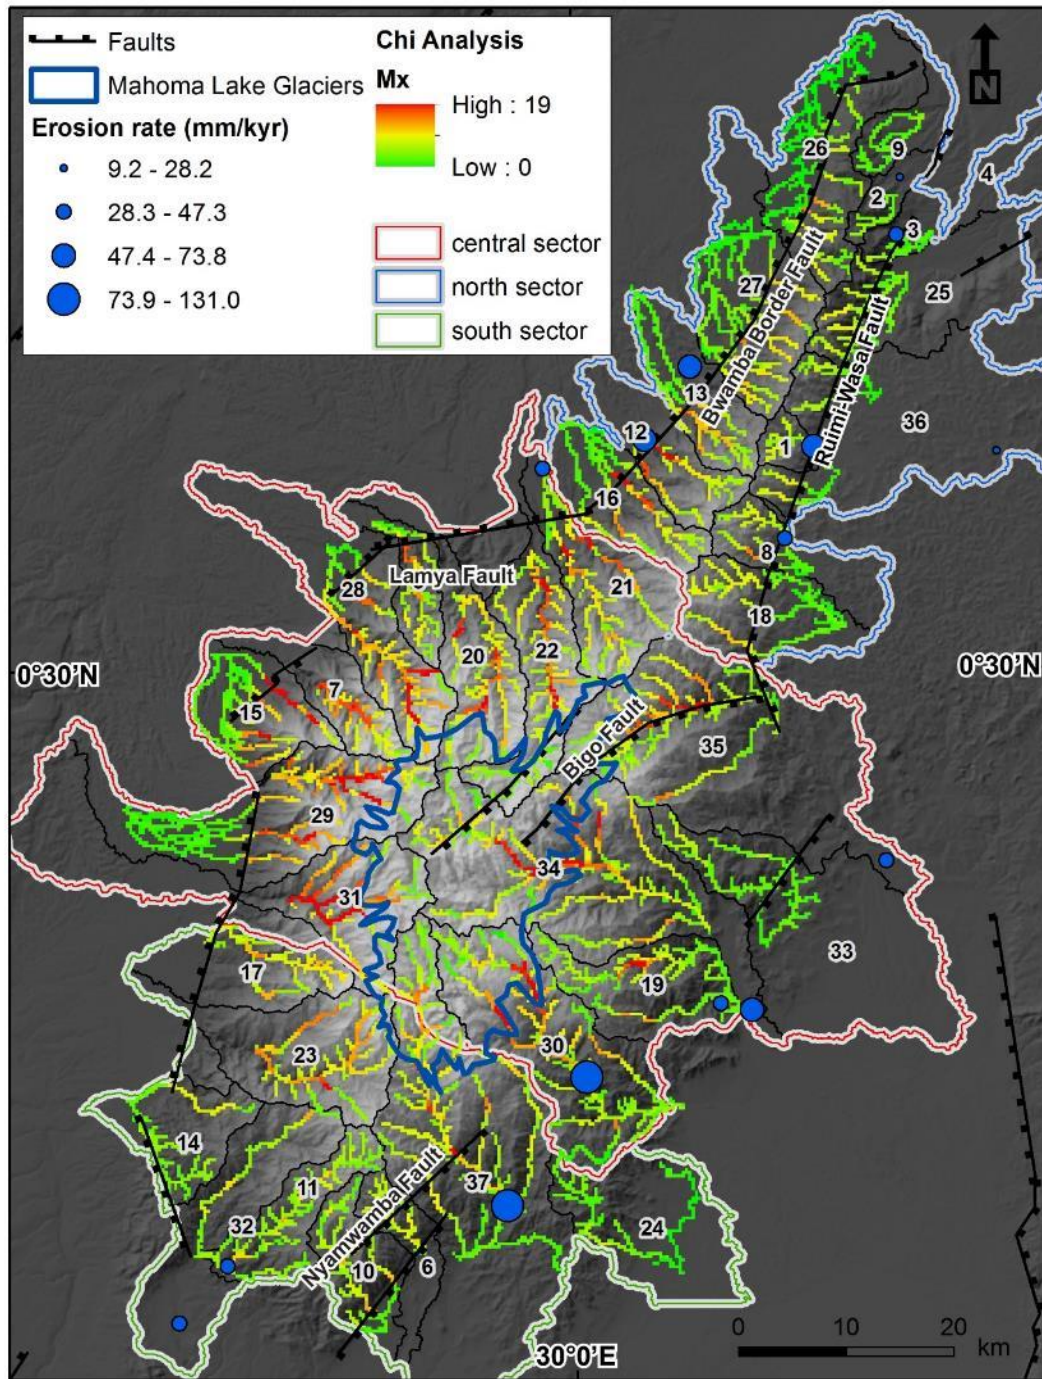 Faults
Mahoma Lake Glaciers
Erosion rate (mm/kyr)
9.2 - 28.2
28.3 - 47.3
47.4 - 73.8
73.9 - 131.0
Chi Analysis
Mx
High : 19
Low : 0
central sector
north sector
south sector
N
26
9
4
2
3
25
27
Bwamba Border Fault
Ruimi-Wasa Fault
13
36
12
1
16
8
Lamya Fault
28
21
18
20
22
0°30'N
0°30'N
7
15
35
Bigo Fault
29
34
31
33
17
19
23
30
14
11
37
Nyamwamba Fault
32
24
10
6
0
10
20
km
30°0'E